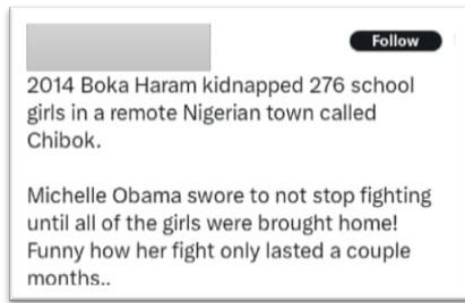 Follow
2014 Boka Haram kidnapped 276 school
girls in a remote Nigerian town called
Chibok.
Michelle Obama swore to not stop fighting
until all of the girls were brought home!
Funny how her fight only lasted a couple
months..